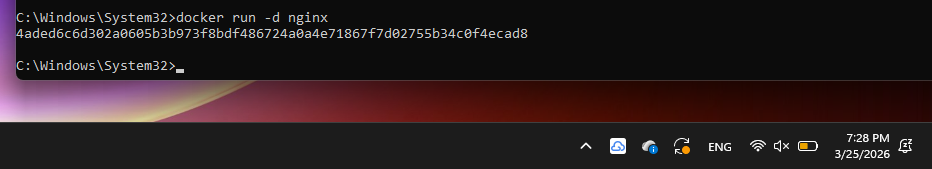 C:\Windows\System32>docker run -d nginx
4aded6c6d302a0605b3b973f8bdf486724a0a4e71867f7d02755b34c0f4ecad8
C:\Windows\System32>
ENG
7:28 PM
3/25/2026